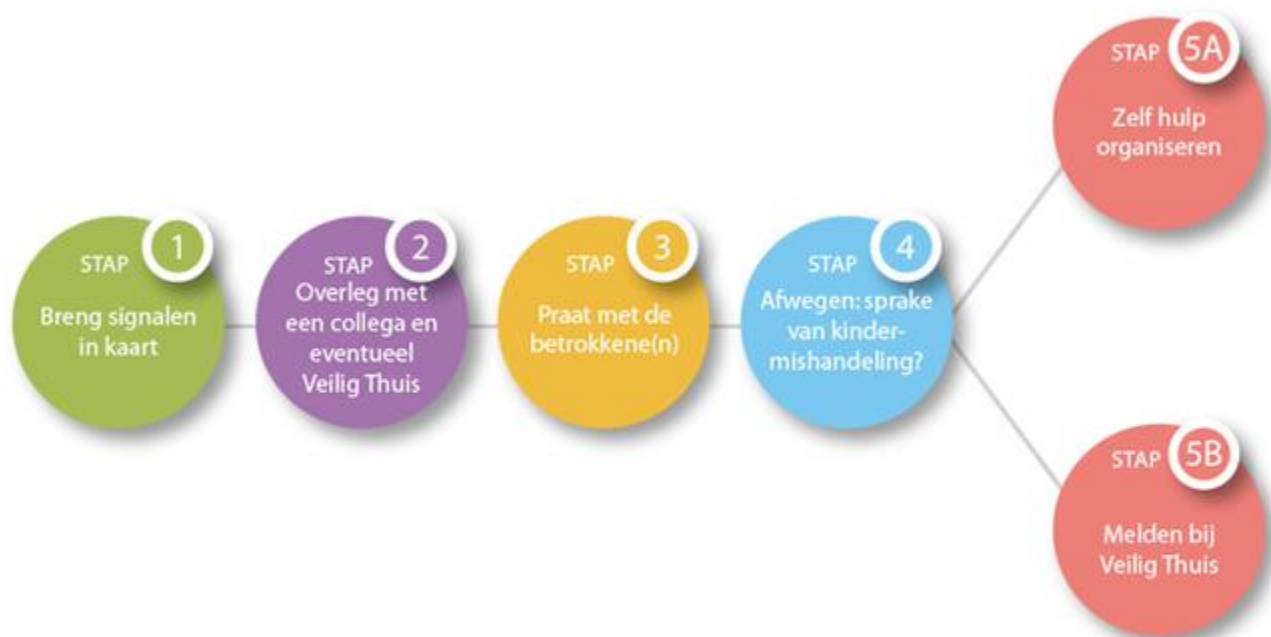 STAP 1
Breng signalen
in kaart
STAP 2
Overleg met
een collega en
eventueel
Veilig Thuis
STAP 3
Praat met de
betrokkene(n)
STAP 4
Afwegen: sprake
van kinder-
mishandeling?
STAP 5A
Zelf hulp
organiseren
STAP 5B
Melden bij
Veilig Thuis